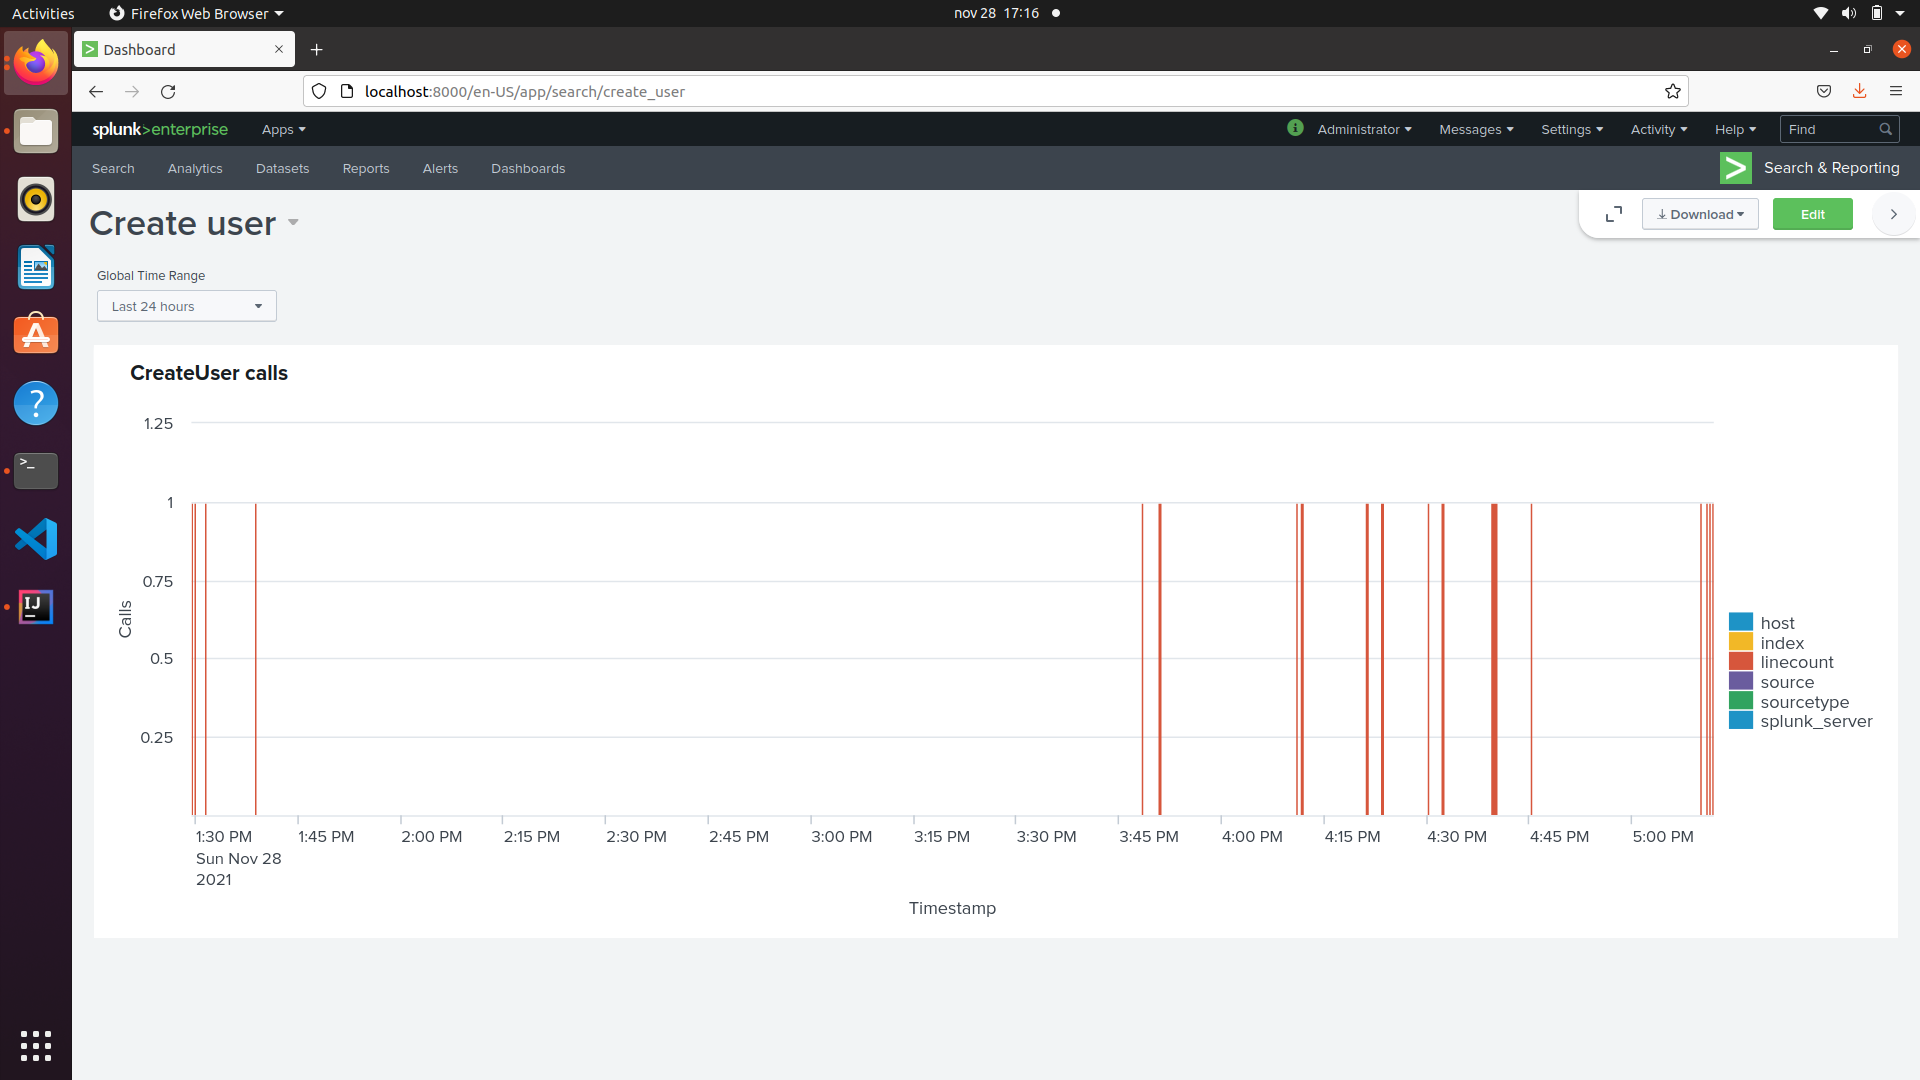 Activities Firefox Web Browser nov 28 17:16
Dashboard
localhost:8000/en-US/app/search/create_user
splunk>enterprise Apps i Administrator Messages Settings Activity Help Find
Search Analytics Datasets Reports Alerts Dashboards > Search & Reporting
Create user Download Edit
Global Time Range
Last 24 hours
CreateUser calls
1.25
1
0.75
0.5
0.25
Calls
host
index
linecount
source
sourcetype
splunk_server
1:30 PM 1:45 PM 2:00 PM 2:15 PM 2:30 PM 2:45 PM 3:00 PM 3:15 PM 3:30 PM 3:45 PM 4:00 PM 4:15 PM 4:30 PM 4:45 PM 5:00 PM
Sun Nov 28
2021
Timestamp
?
>_
IJ